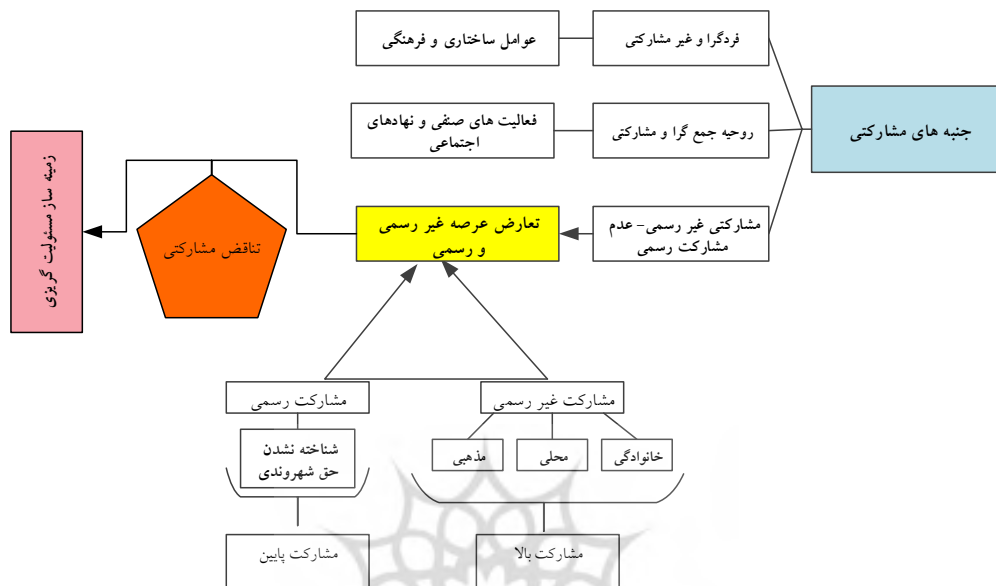 جنبه های مشارکتی
فردگرا و غیر مشارکتی
عوامل ساختاری و فرهنگی
روحیه جمع گرا و مشارکتی
فعالیت های صنفی و نهادهای
اجتماعی
مشارکتی غیر رسمی- عدم
مشارکت رسمی
تعارض عرصه غیر رسمی
و رسمی
تناقض مشارکتی
زمینه ساز مسئولیت گریزی
مشارکت غیر رسمی
خانوادگی
محلی
مذهبی
مشارکت بالا
مشارکت رسمی
شناخته نشدن
حق شهروندی
مشارکت پایین